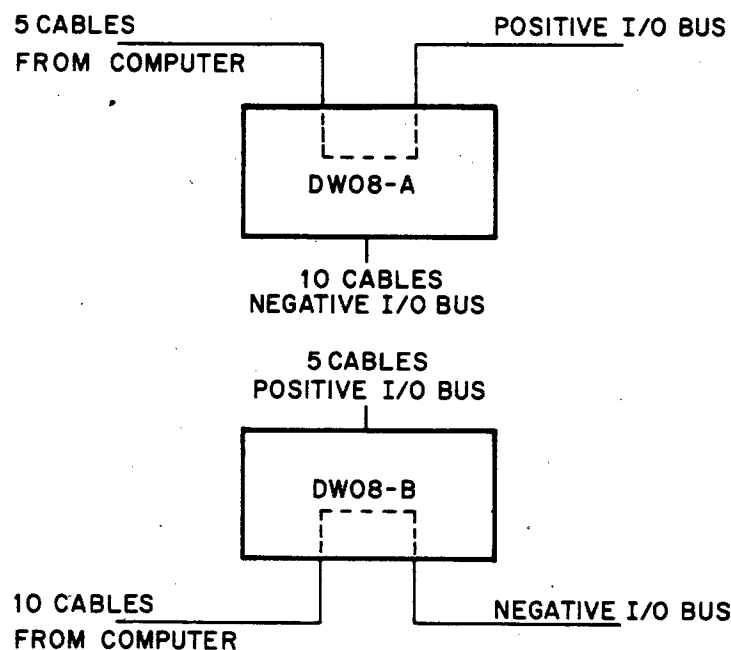 5 CABLES
FROM COMPUTER
POSITIVE I/O BUS
DW08-A
10 CABLES
NEGATIVE I/O BUS
5 CABLES
POSITIVE I/O BUS
DW08-B
10 CABLES
FROM COMPUTER
NEGATIVE I/O BUS